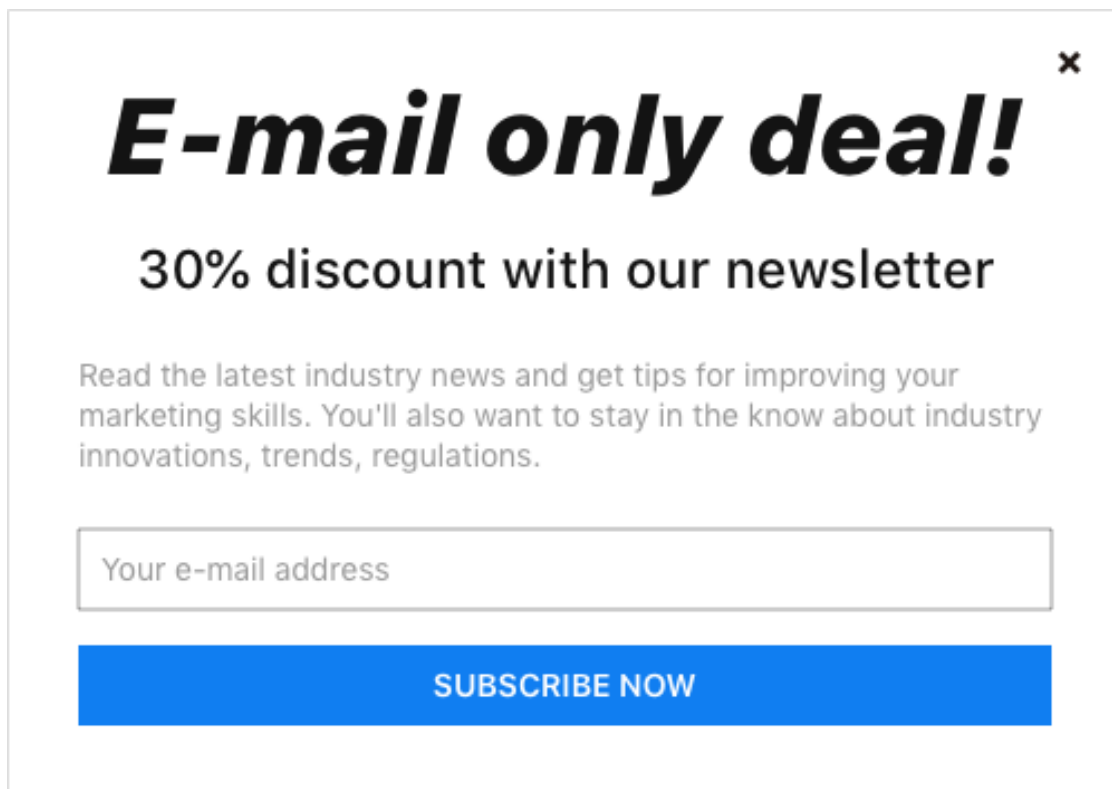 E-mail only deal!
30% discount with our newsletter
Read the latest industry news and get tips for improving your
marketing skills. You'll also want to stay in the know about industry
innovations, trends, regulations.
Your e-mail address
SUBSCRIBE NOW